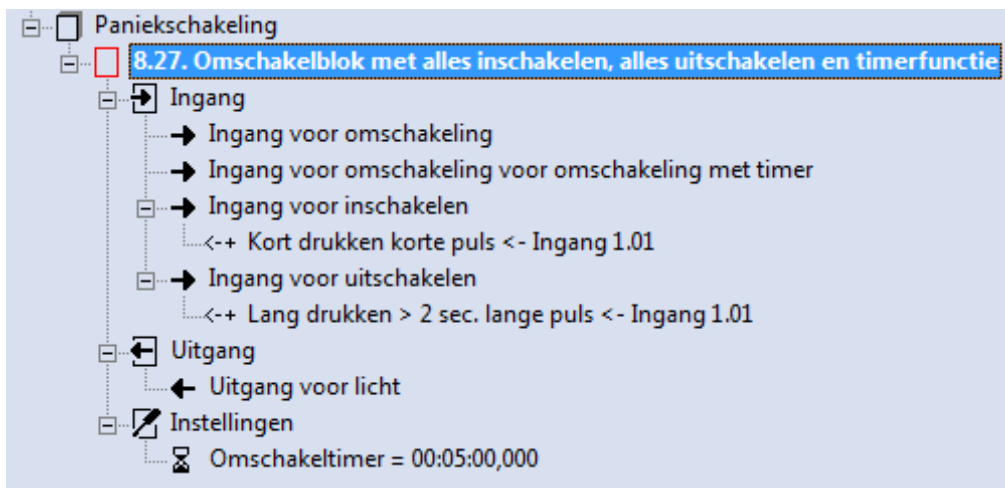 Paniekschakeling
8.27. Omschakelblok met alles inschakelen, alles uitschakelen en timerfunctie
Ingang
Ingang voor omschakeling
Ingang voor omschakeling voor omschakeling met timer
Ingang voor inschakelen
<-+ Kort drukken korte puls <- Ingang 1.01
Ingang voor uitschakelen
<-+ Lang drukken > 2 sec. lange puls <- Ingang 1.01
Uitgang
Uitgang voor licht
Instellingen
Omschakeltimer = 00:05:00,000